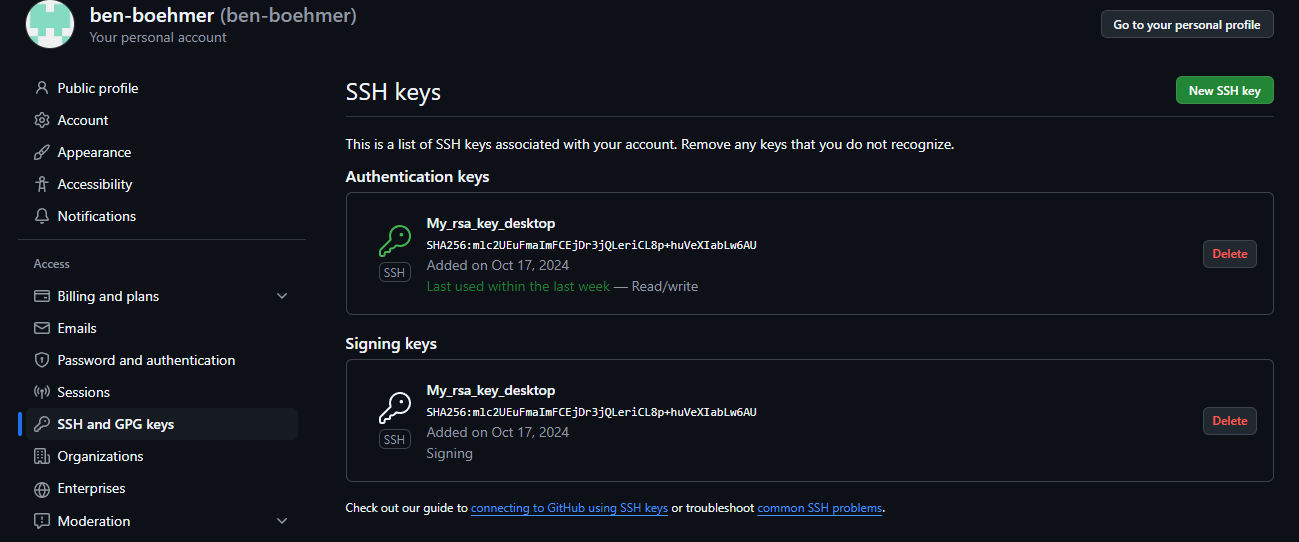 ben-boehmer (ben-boehmer)
Your personal account
Go to your personal profile
Public profile
Account
Appearance
Accessibility
Notifications
Access
Billing and plans
Emails
Password and authentication
Sessions
SSH and GPG keys
Organizations
Enterprises
Moderation
SSH keys
New SSH key
This is a list of SSH keys associated with your account. Remove any keys that you do not recognize.
Authentication keys
My_rsa_key_desktop
SHA256:mlc2UEuFmaImFCEjDr3jQLeriCL8p+huVeXIabLw6AU
SSH
Added on Oct 17, 2024
Last used within the last week — Read/write
Delete
Signing keys
My_rsa_key_desktop
SHA256:mlc2UEuFmaImFCEjDr3jQLeriCL8p+huVeXIabLw6AU
SSH
Added on Oct 17, 2024
Signing
Delete
Check out our guide to connecting to GitHub using SSH keys or troubleshoot common SSH problems.